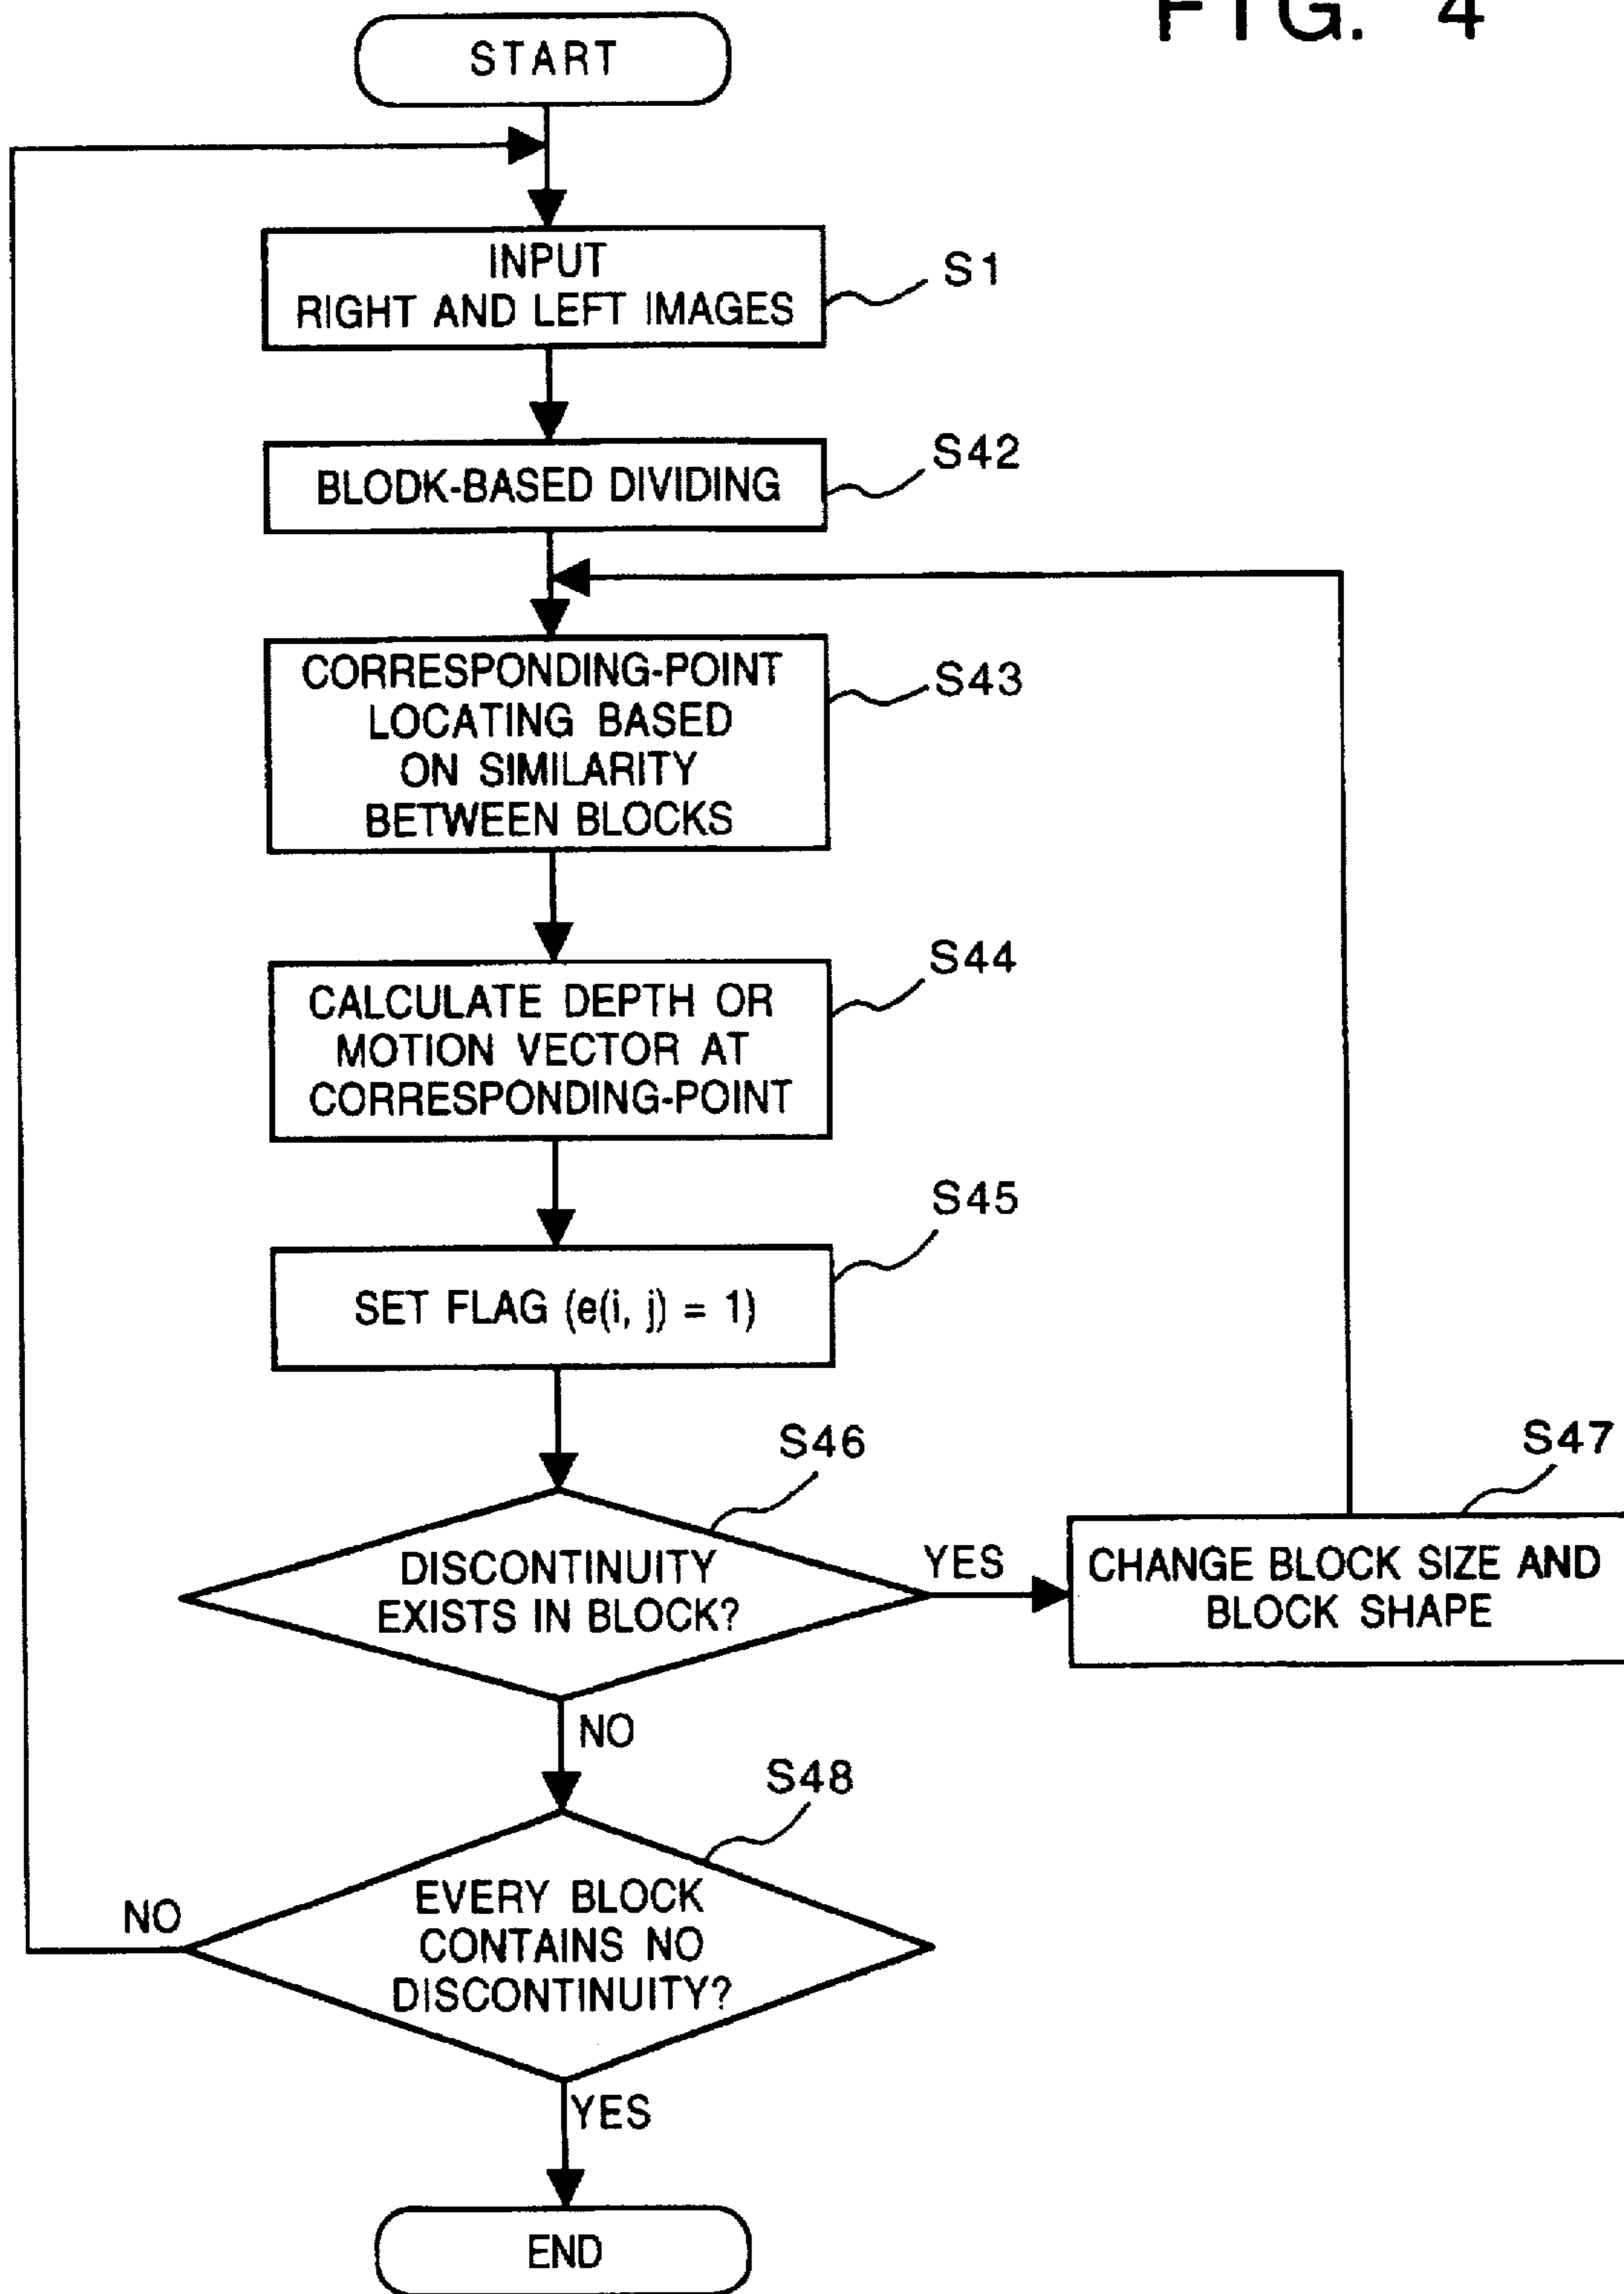 FIG. 4
START
INPUT
RIGHT AND LEFT IMAGES
S1
BLODK-BASED DIVIDING
S42
CORRESPONDING-POINT
LOCATING BASED
ON SIMILARITY
BETWEEN BLOCKS
S43
CALCULATE DEPTH OR
MOTION VECTOR AT
CORRESPONDING-POINT
S44
SET FLAG (e(i, j) = 1)
S45
DISCONTINUITY
EXISTS IN BLOCK?
S46
YES
CHANGE BLOCK SIZE AND
BLOCK SHAPE
S47
NO
EVERY BLOCK
CONTAINS NO
DISCONTINUITY?
S48
NO
YES
END